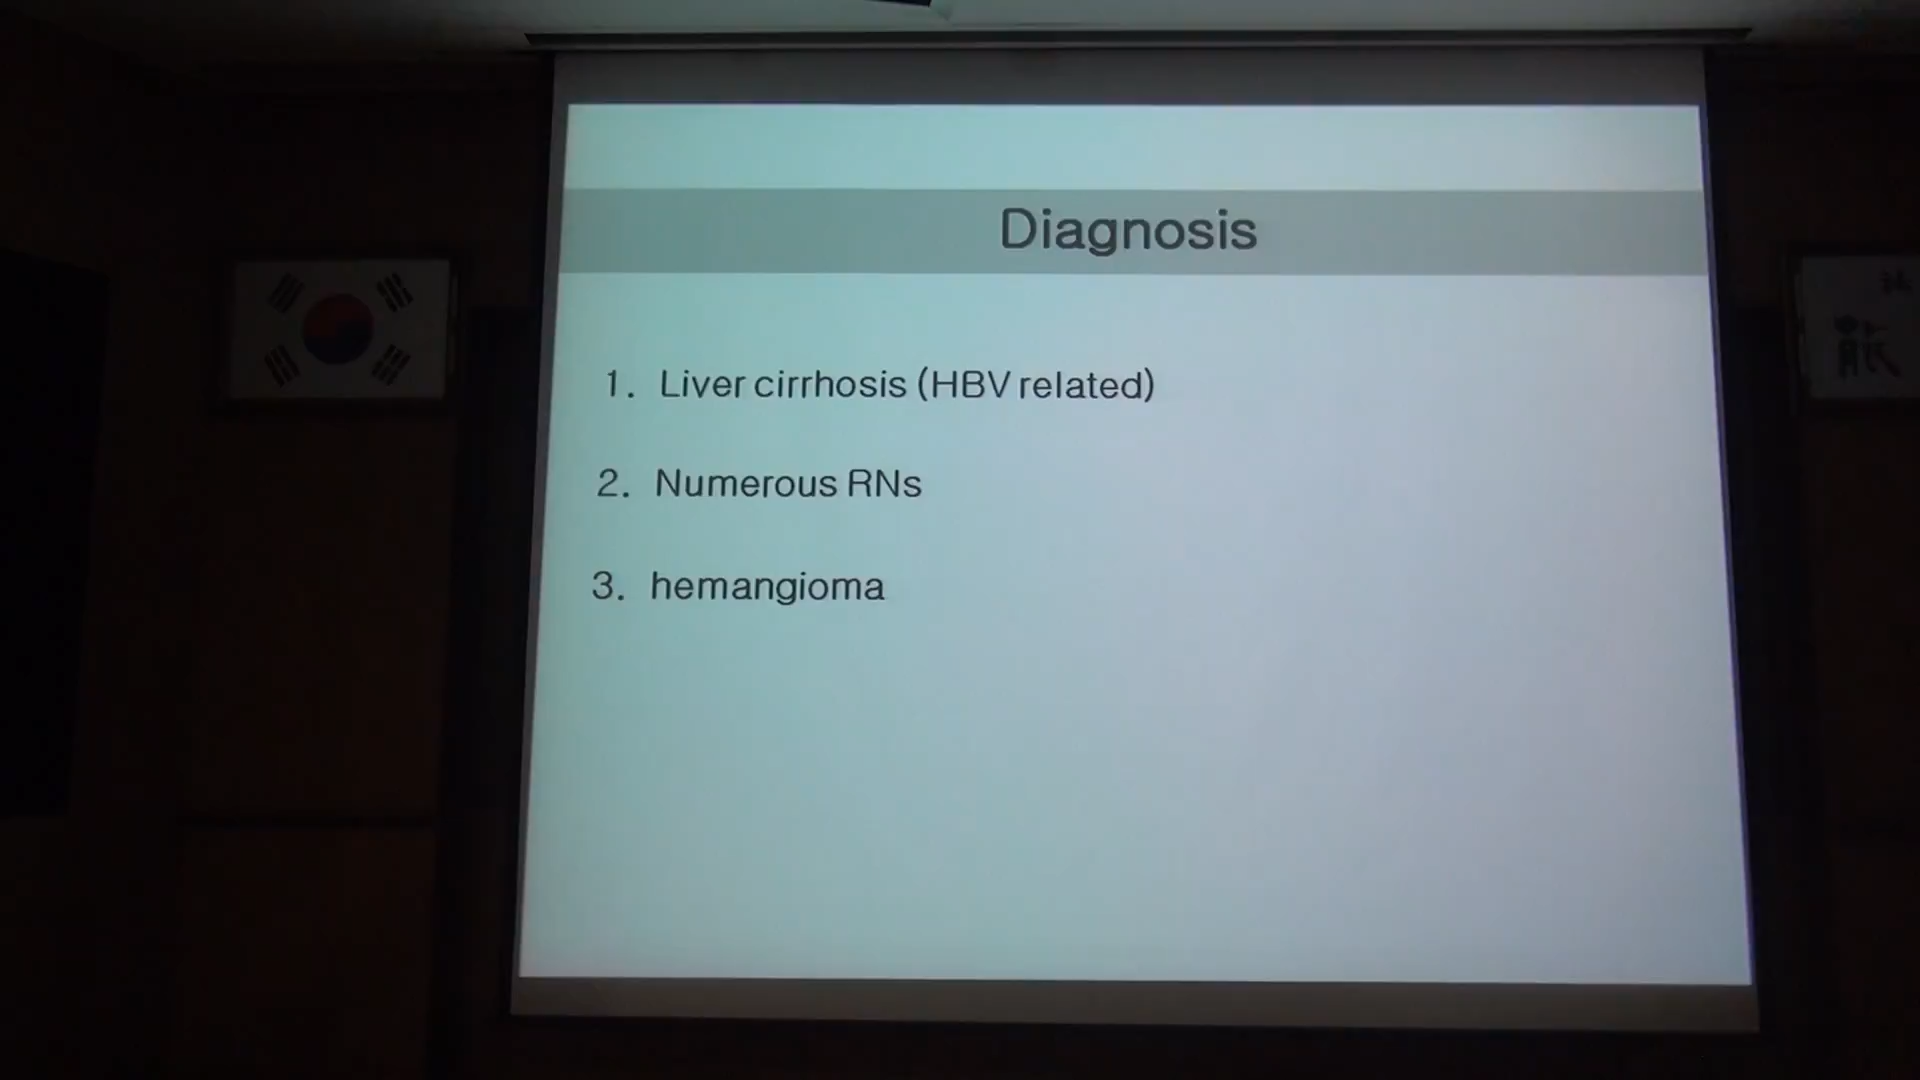 Diagnosis
1. Liver cirrhosis (HBV related)
2. Numerous RNs
3. hemangioma